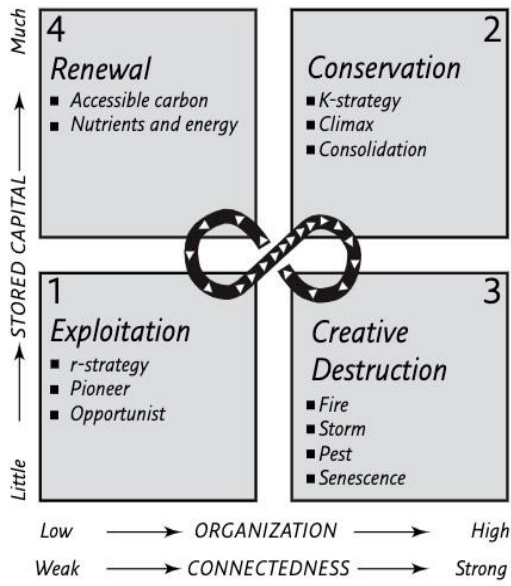 4
Renewal
■ Accessible carbon
■ Nutrients and energy
2
Conservation
■ K-strategy
■ Climax
■ Consolidation
1
Exploitation
■ r-strategy
■ Pioneer
■ Opportunist
3
Creative
Destruction
■ Fire
■ Storm
■ Pest
■ Senescence
Much
STORED CAPITAL
Little
Low ORGANIZATION High
Weak CONNECTEDNESS Strong